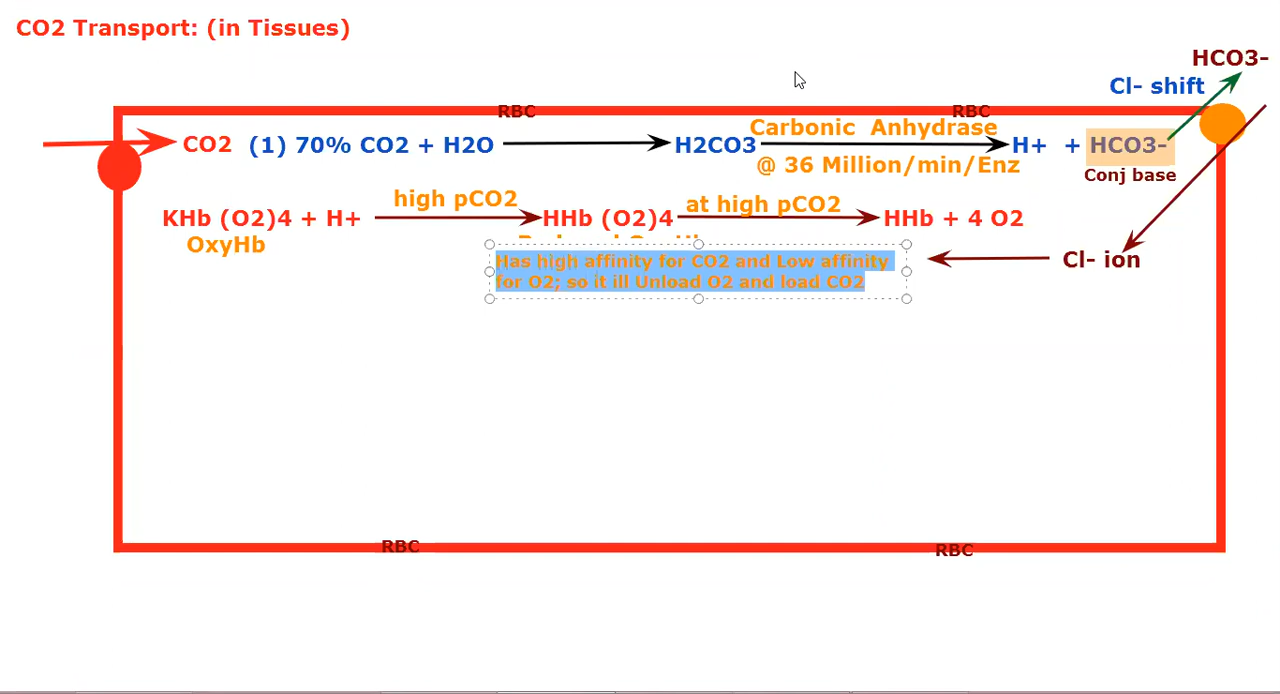 CO2 Transport: (in Tissues)
HCO3-
Cl- shift
RBC RBC
Carbonic Anhydrase
CO2 (1) 70% CO2 + H2O H2CO3 H+ + HCO3-
@ 36 Million/min/Enz
Conj base
high pCO2 at high pCO2
KHb (O2)4 + H+ HHb (O2)4 HHb + 4 O2
OxyHb
Has high affinity for CO2 and Low affinity
for O2; so it ill Unload O2 and load CO2
Cl- ion
RBC RBC